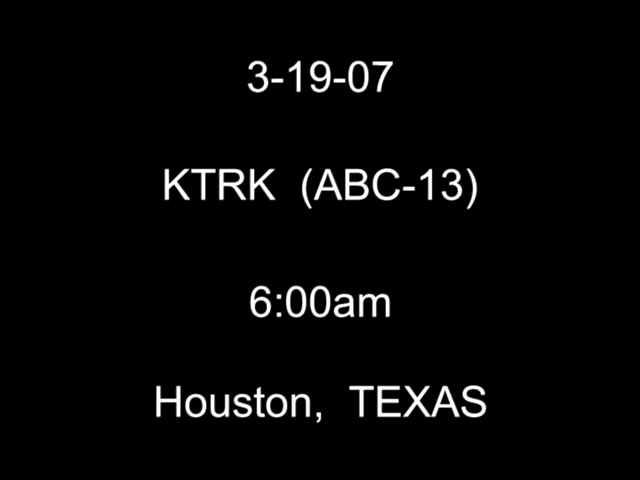 3-19-07
KTRK (ABC-13)
6:00am
Houston, TEXAS